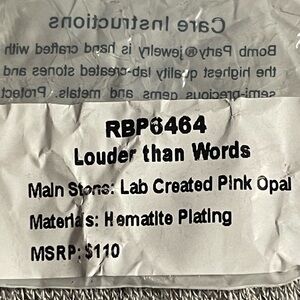 Care Instructions
Bomb Party® jewelry is hand crafted with
the highest quality lab-created stones and
semi-precious gems and metals. Protect
RBP6464
Louder than Words
Main Stone: Lab Created Pink Opal
Materials: Hematite Plating
MSRP: $110